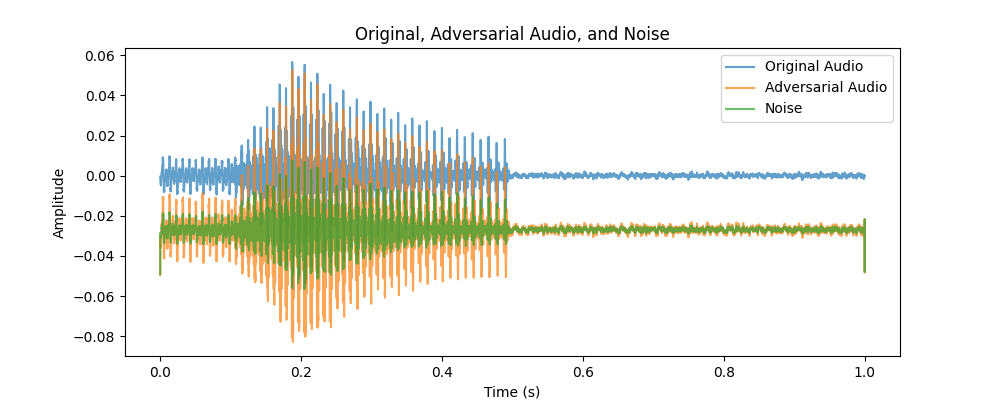 Original, Adversarial Audio, and Noise
Original Audio
Adversarial Audio
Noise
Amplitude
0.06
0.04
0.02
0.00
−0.02
−0.04
−0.06
−0.08
0.0 0.2 0.4 0.6 0.8 1.0
Time (s)